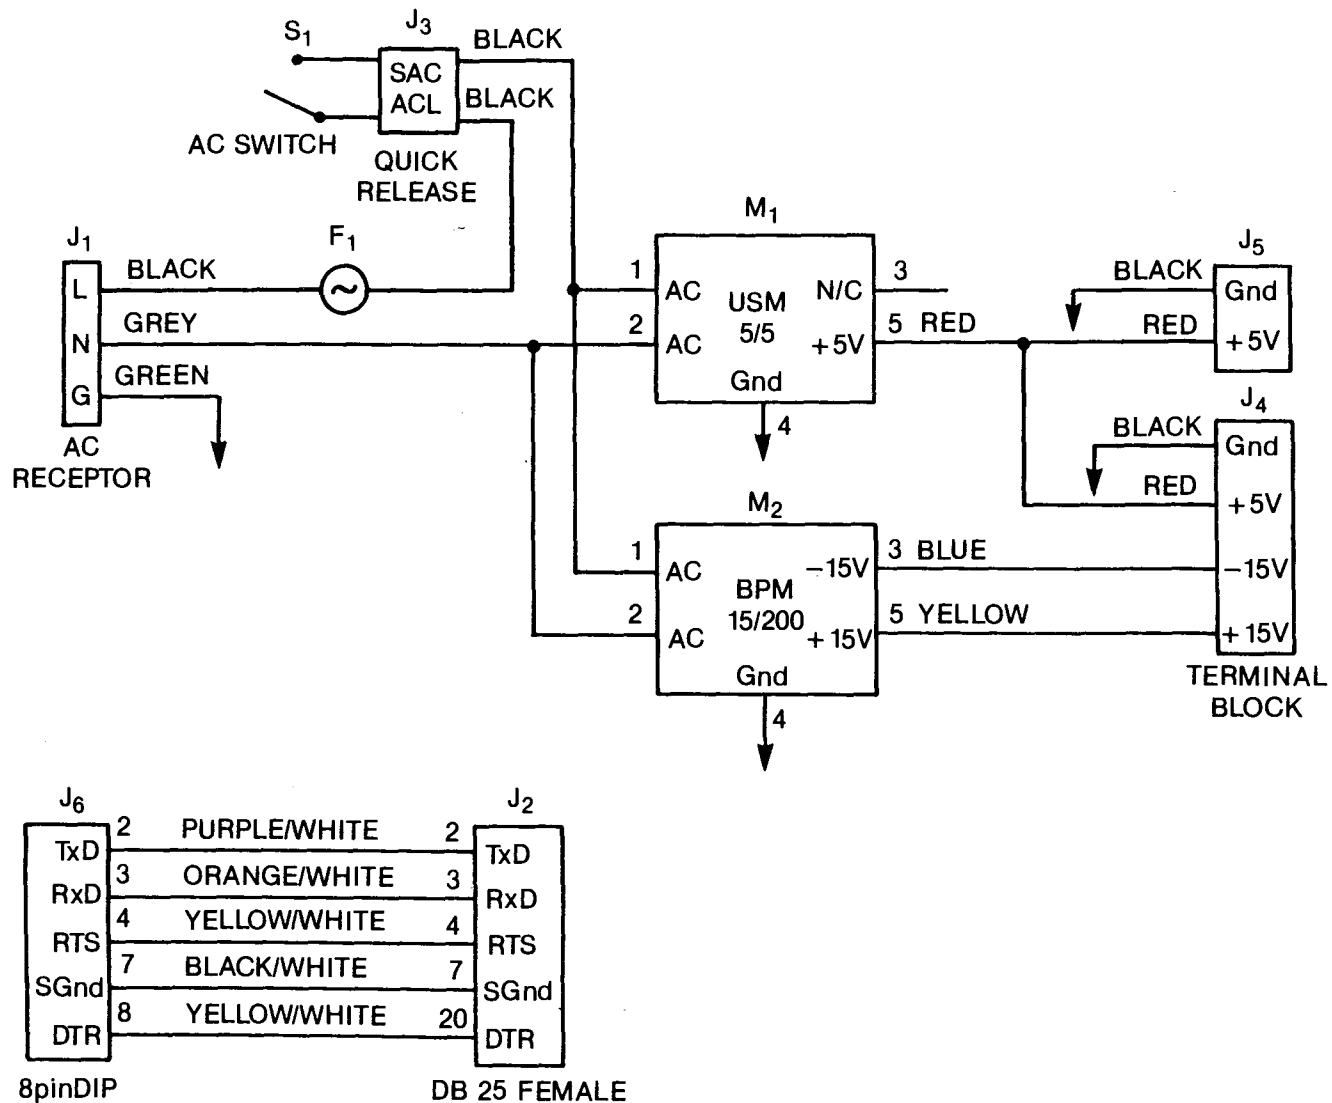 S1
J3
BLACK
SAC
ACL
BLACK
AC SWITCH
QUICK
RELEASE
J1
F1
L
BLACK
N
GREY
G
GREEN
AC
RECEPTOR
M1
1
AC
N/C
3
USM
5/5
2
AC
+5V
5 RED
Gnd
4
J5
BLACK
Gnd
RED
+5V
J4
BLACK
Gnd
RED
+5V
-15V
+15V
TERMINAL
BLOCK
M2
1
AC
-15V
3 BLUE
BPM
15/200
2
AC
+15V
5 YELLOW
Gnd
4
J6
J2
TxD
2
PURPLE/WHITE
2
TxD
RxD
3
ORANGE/WHITE
3
RxD
RTS
4
YELLOW/WHITE
4
RTS
SGnd
7
BLACK/WHITE
7
SGnd
DTR
8
YELLOW/WHITE
20
DTR
8pinDIP
DB 25 FEMALE